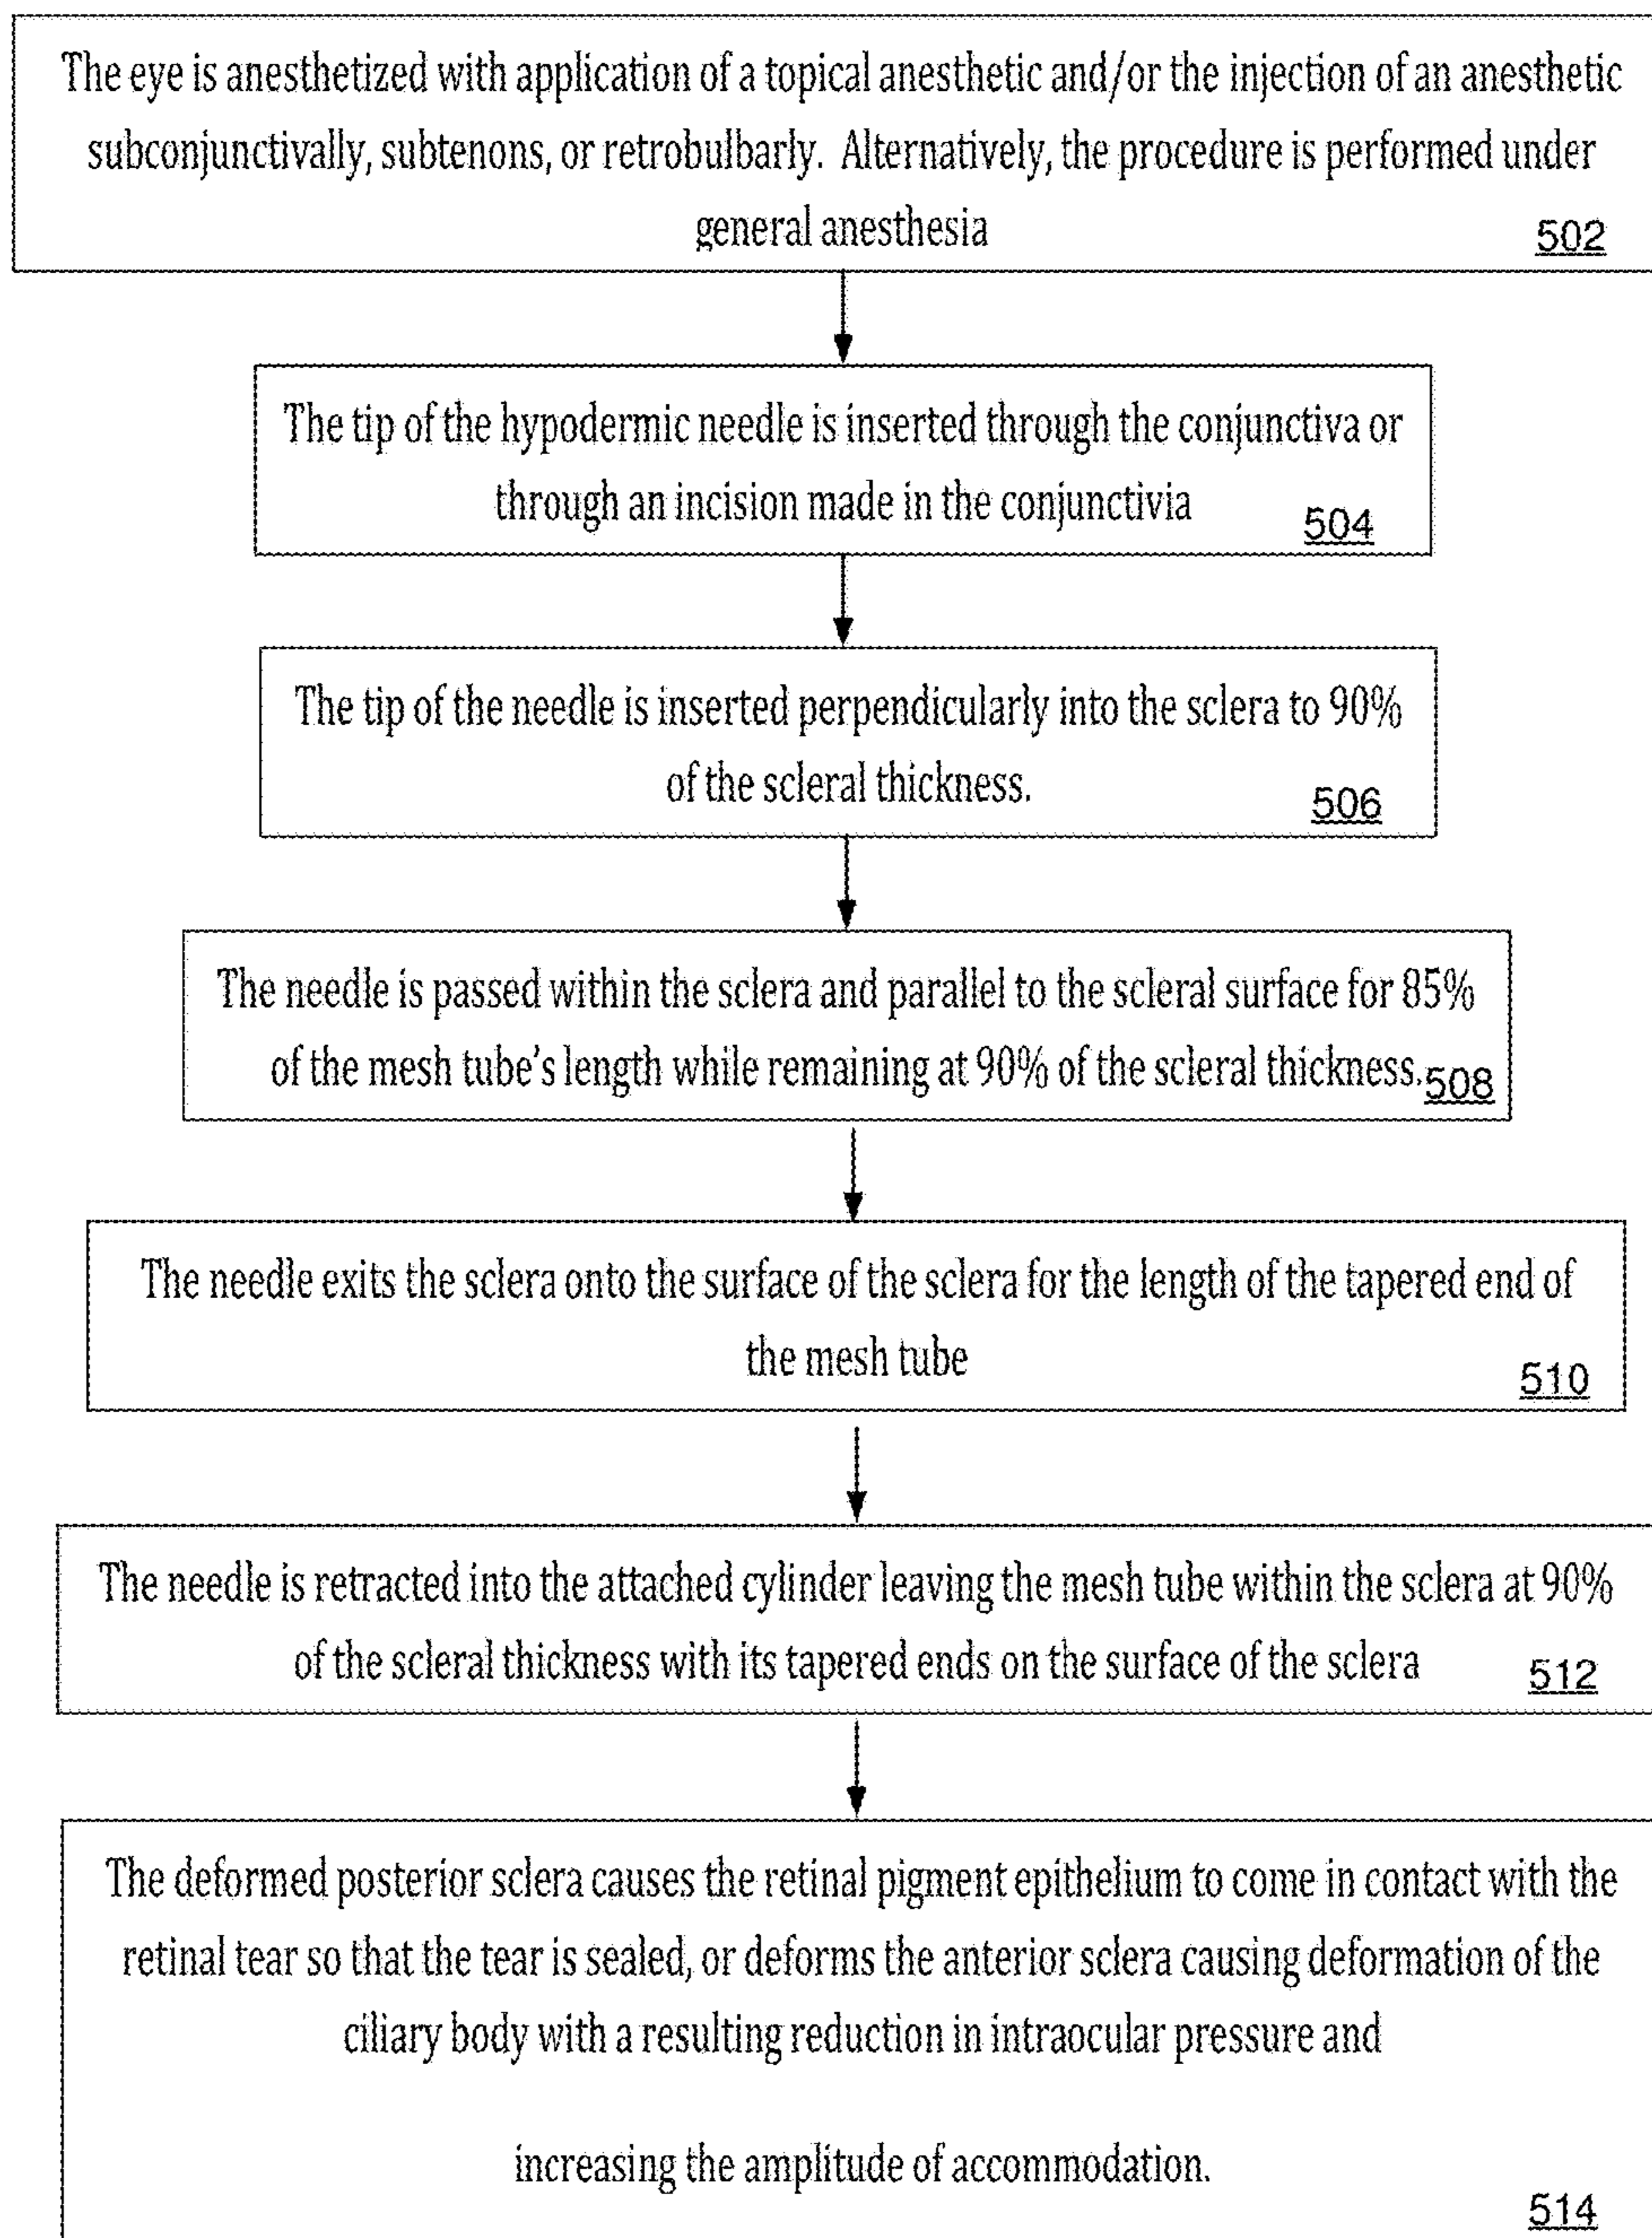 The eye is anesthetized with application of a topical anesthetic and/or the injection of an anesthetic
subconjunctivally, subtenons, or retrobulbarly.  Alternatively, the procedure is performed under
general anesthesia
502
The tip of the hypodermic needle is inserted through the conjunctiva or
through an incision made in the conjunctivia
504
The tip of the needle is inserted perpendicularly into the sclera to 90%
of the scleral thickness.
506
The needle is passed within the sclera and parallel to the scleral surface for 85%
of the mesh tube's length while remaining at 90% of the scleral thickness.
508
The needle exits the sclera onto the surface of the sclera for the length of the tapered end of
the mesh tube
510
The needle is retracted into the attached cylinder leaving the mesh tube within the sclera at 90%
of the scleral thickness with its tapered ends on the surface of the sclera
512
The deformed posterior sclera causes the retinal pigment epithelium to come in contact with the
retinal tear so that the tear is sealed, or deforms the anterior sclera causing deformation of the
ciliary body with a resulting reduction in intraocular pressure and
increasing the amplitude of accommodation.
514